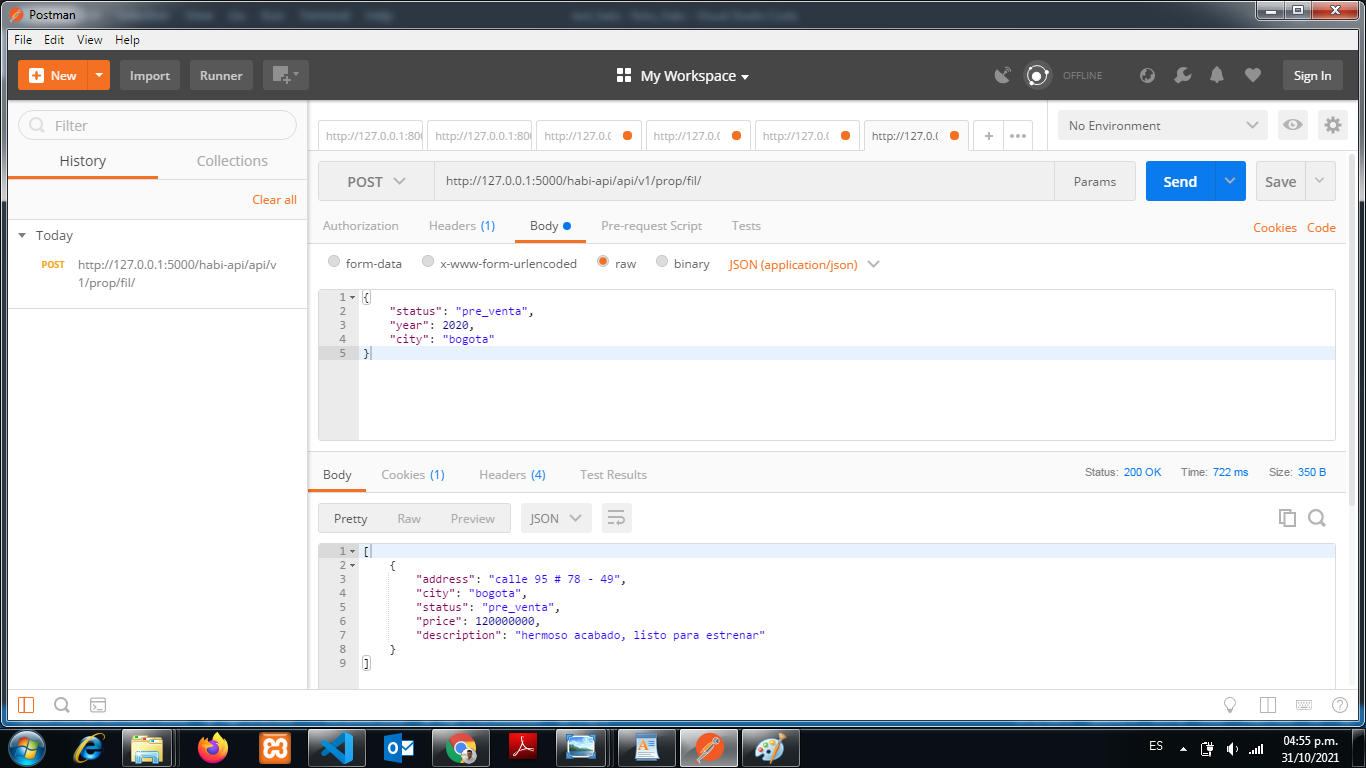 Postman
File Edit View Help
New Import Runner My Workspace OFFLINE Sign In
Filter
History Collections
Clear all
Today
POST http://127.0.0.1:5000/habi-api/api/v
1/prop/fil/
http://127.0.0.1:800 http://127.0.0.1:800 http://127.0.( http://127.0.( http://127.0.( http://127.0.( + ••• No Environment
POST http://127.0.0.1:5000/habi-api/api/v1/prop/fil/ Params Send Save
Authorization Headers (1) Body Pre-request Script Tests Cookies Code
form-data x-www-form-urlencoded raw binary JSON (application/json)
1 {
2 "status": "pre_venta",
3 "year": 2020,
4 "city": "bogota"
5 }
Body Cookies (1) Headers (4) Test Results Status: 200 OK Time: 722 ms Size: 350 B
Pretty Raw Preview JSON
1 [
2 {
3 "address": "calle 95 # 78 - 49",
4 "city": "bogota",
5 "status": "pre_venta",
6 "price": 120000000,
7 "description": "hermoso acabado, listo para estrenar"
8 }
9 ]
ES 04:55 p.m.
31/10/2021